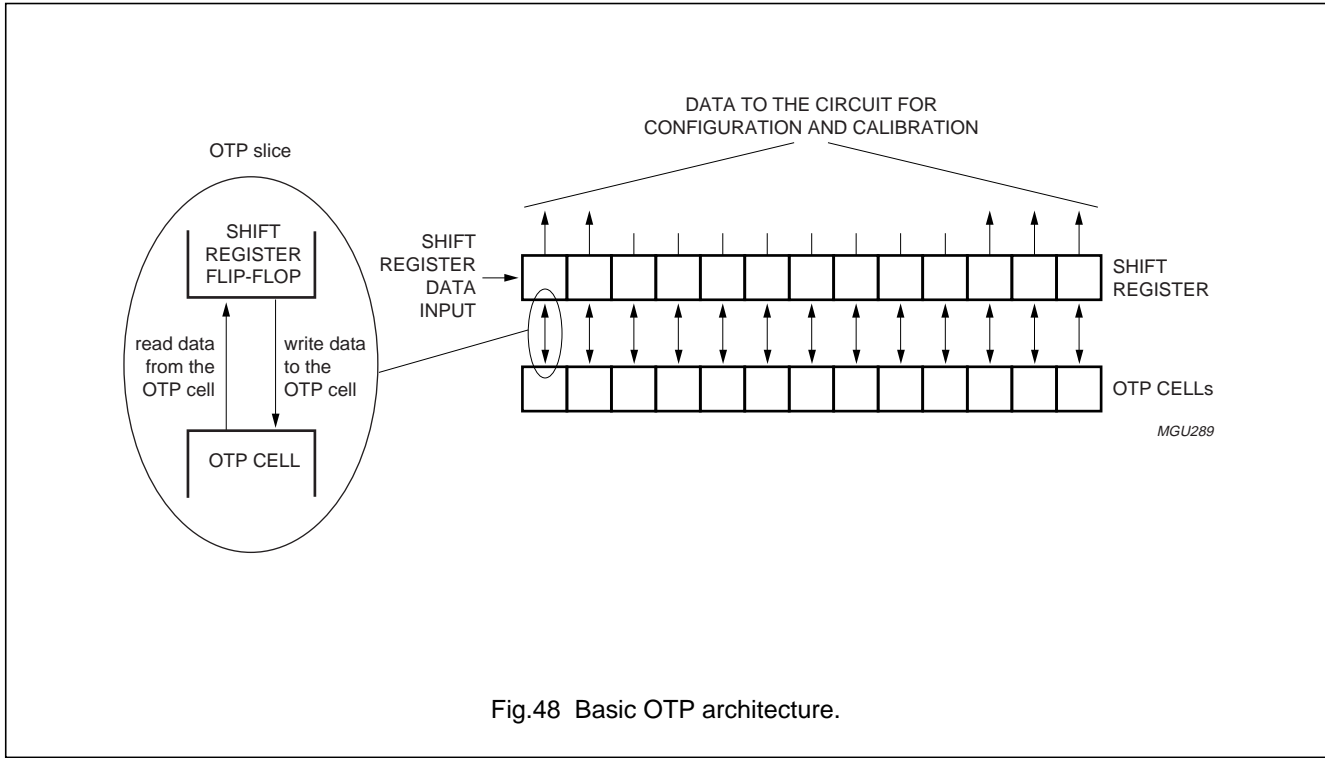 DATA TO THE CIRCUIT FOR
CONFIGURATION AND CALIBRATION
OTP slice
SHIFT
REGISTER
FLIP-FLOP
read data
from the
OTP cell
write data
to the
OTP cell
OTP CELL
SHIFT
REGISTER
DATA
INPUT
SHIFT
REGISTER
OTP CELLs
MGU289
Fig.48 Basic OTP architecture.